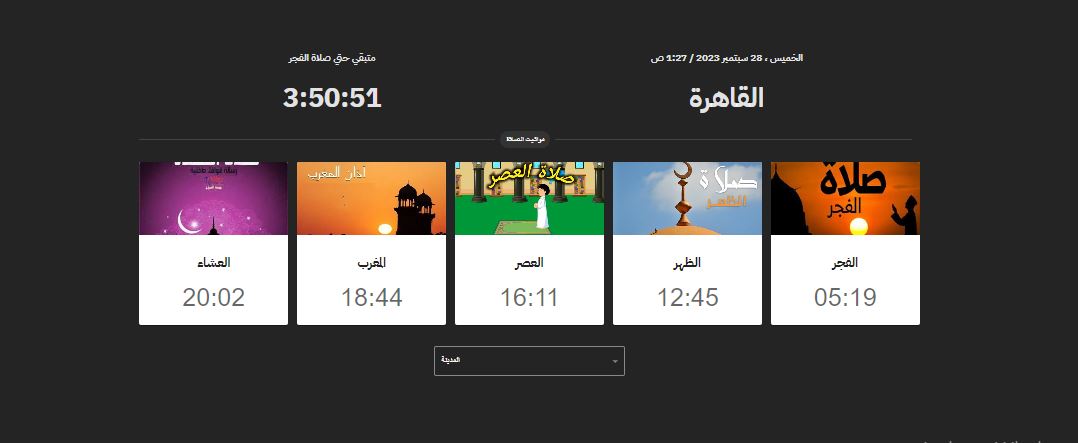 الخميس ، 28 سبتمبر 2023 / 1:27 ص
القاهرة
متبقي حتي صلاة الفجر
3:50:51
مواقيت الصلاة
صلاة
الفجر
الفجر
05:19
صلاة
الظهر
الظهر
12:45
صلاة العصر
العصر
16:11
أذان المغرب
المغرب
18:44
العشاء
20:02
المدينة